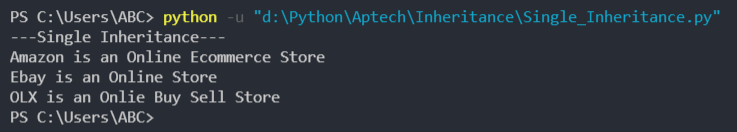 PS C:\Users\ABC> python -u "d:\Python\Aptech\Inheritance\Single_Inheritance.py"
---Single Inheritance---
Amazon is an Online Ecommerce Store
Ebay is an Online Store
OLX is an Onlie Buy Sell Store
PS C:\Users\ABC>